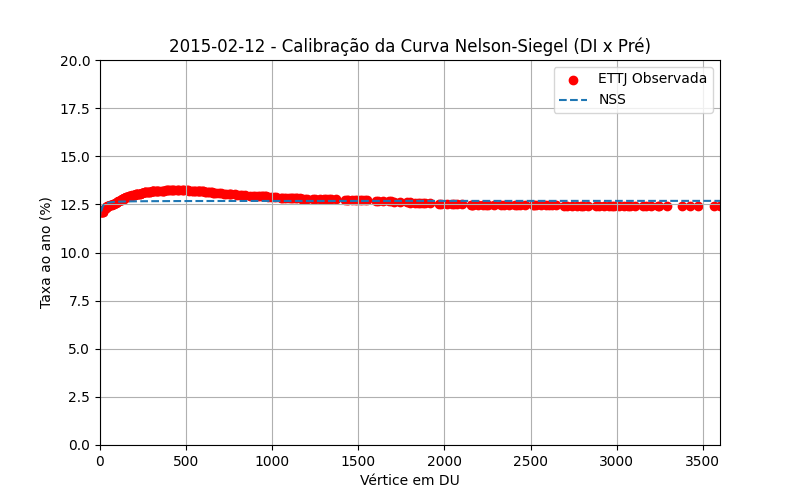 2015-02-12 - Calibração da Curva Nelson-Siegel (DI x Pré)
ETTJ Observada
NSS
Taxa ao ano (%)
20.0
17.5
15.0
12.5
10.0
7.5
5.0
2.5
0.0
0 500 1000 1500 2000 2500 3000 3500
Vértice em DU